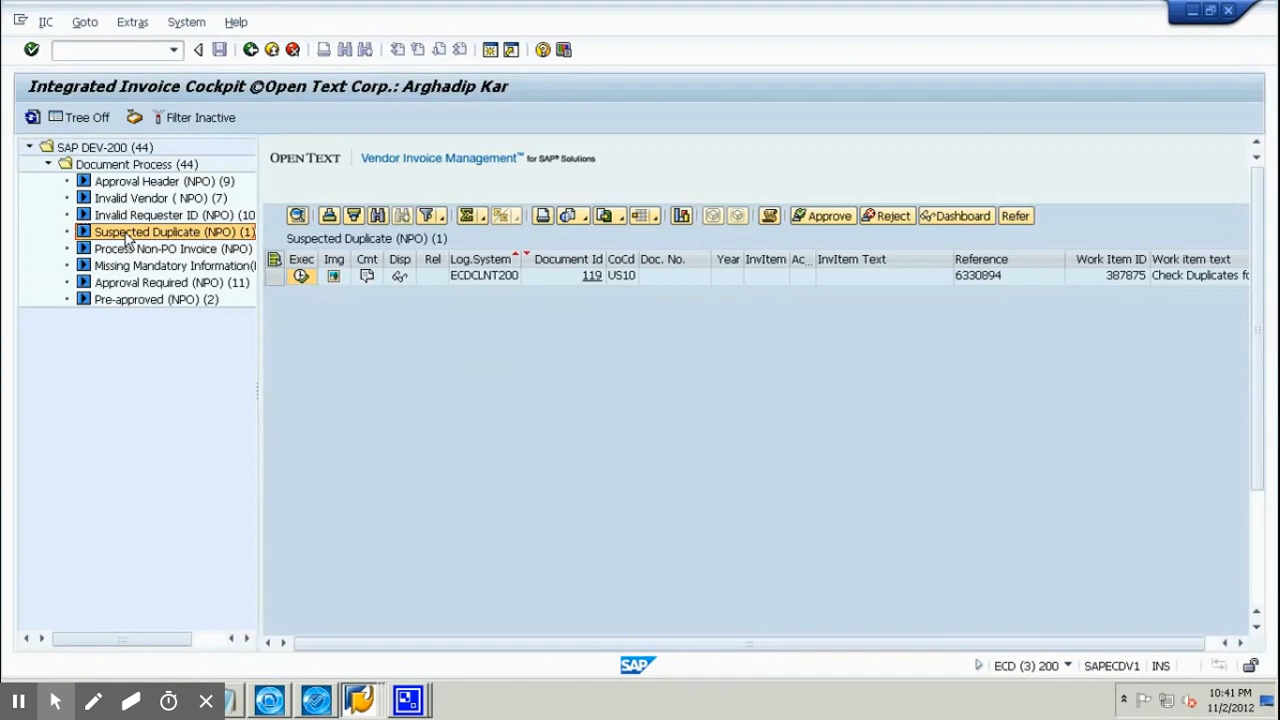 IIC Goto Extras System Help
Integrated Invoice Cockpit ©Open Text Corp.: Arghadip Kar
Tree Off Filter Inactive
SAP DEV-200 (44)
Document Process (44)
Approval Header (NPO) (9)
Invalid Vendor ( NPO) (7)
Invalid Requester ID (NPO) (10
Suspected Duplicate (NPO) (1)
Process Non-PO Invoice (NPO)
Missing Mandatory Information(
Approval Required (NPO) (11)
Pre-approved (NPO) (2)
OPEN TEXT Vendor Invoice Management™ for SAP® Solutions
Approve Reject Dashboard Refer
Suspected Duplicate (NPO) (1)
Exec Img Cmt Disp Rel Log.System Document Id CoCd Doc. No. Year InvItem Ac... InvItem Text Reference Work Item ID Work item text
ECDCLNT200 119 US10 6330894 387875 Check Duplicates fo
SAP
ECD (3) 200 SAPECDV1 INS
10:41 PM
11/2/2012